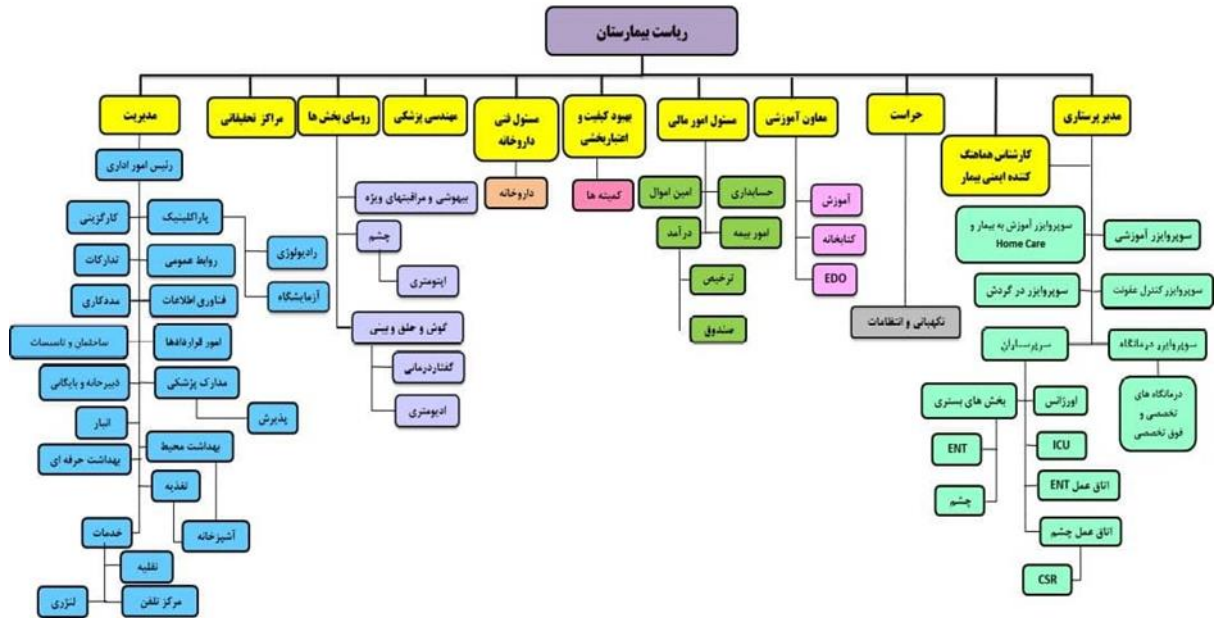 ریاست بیمارستان
مدیر پرستاری
کارشناس هماهنگ
کننده ایمنی بیمار
حراست
معاون آموزشی
مسئول امور مالی
بهبود کیفیت و
اعتباربخشی
مسئول فنی
داروخانه
مهندسی پزشکی
روسای بخش ها
مراکز تحقیقاتی
مدیریت
سوپروایزر آموزشی
سوپروایزر آموزش به بیمار و
Home Care
سوپروایزر کنترل عفونت
سوپروایزر در گردش
سوپروایزر درمانگاه
سرپرستاران
درمانگاه های
تخصصی و
فوق تخصصی
اورژانس
بخش های بستری
ICU
ENT
اتاق عمل ENT
چشم
اتاق عمل چشم
CSR
نگهبانی و انتظامات
آموزش
کتابخانه
EDO
حسابداری
امین اموال
امور بیمه
درآمد
ترخیص
صندوق
کمیته ها
داروخانه
بیهوشی و مراقبتهای ویژه
چشم
اپتومتری
گوش و حلق و بینی
گفتاردرمانی
ادیومتری
رئیس امور اداری
پاراکلینیک
کارگزینی
رادیولوژی
آزمایشگاه
روابط عمومی
تدارکات
فناوری اطلاعات
مددکاری
امور قراردادها
ساختمان و تاسیسات
مدارک پزشکی
دبیرخانه و بایگانی
پذیرش
انبار
بهداشت محیط
بهداشت حرفه ای
تغذیه
آشپزخانه
خدمات
نقلیه
مرکز تلفن
لنژری